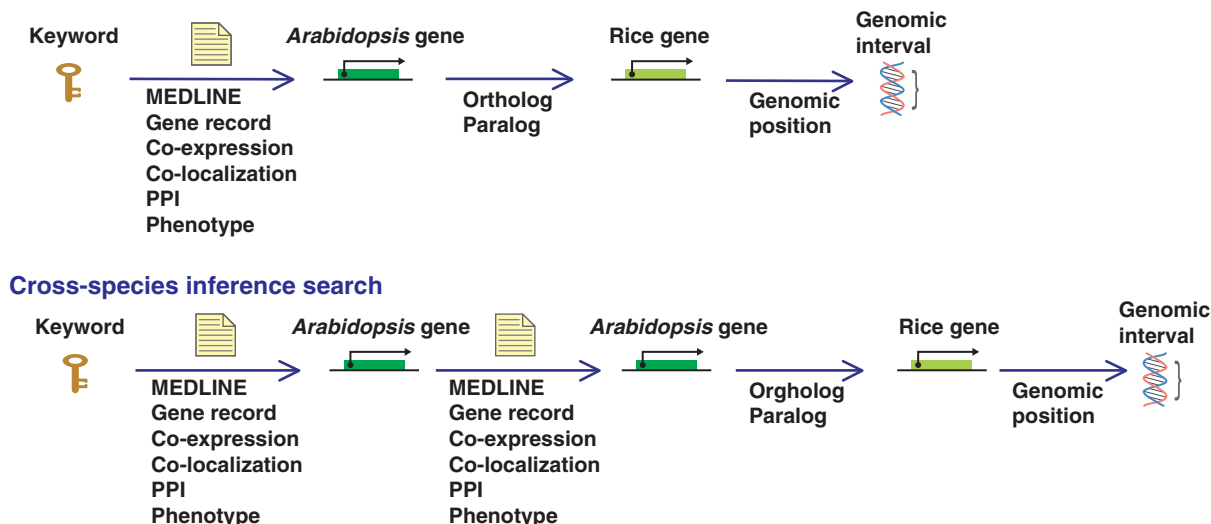 Keyword
Arabidopsis gene
Rice gene
Genomic
interval
MEDLINE
Gene record
Co-expression
Co-localization
PPI
Phenotype
Ortholog
Paralog
Genomic
position
Cross-species inference search
Keyword
Arabidopsis gene
Arabidopsis gene
Rice gene
Genomic
interval
MEDLINE
Gene record
Co-expression
Co-localization
PPI
Phenotype
MEDLINE
Gene record
Co-expression
Co-localization
PPI
Phenotype
Orgholog
Paralog
Genomic
position